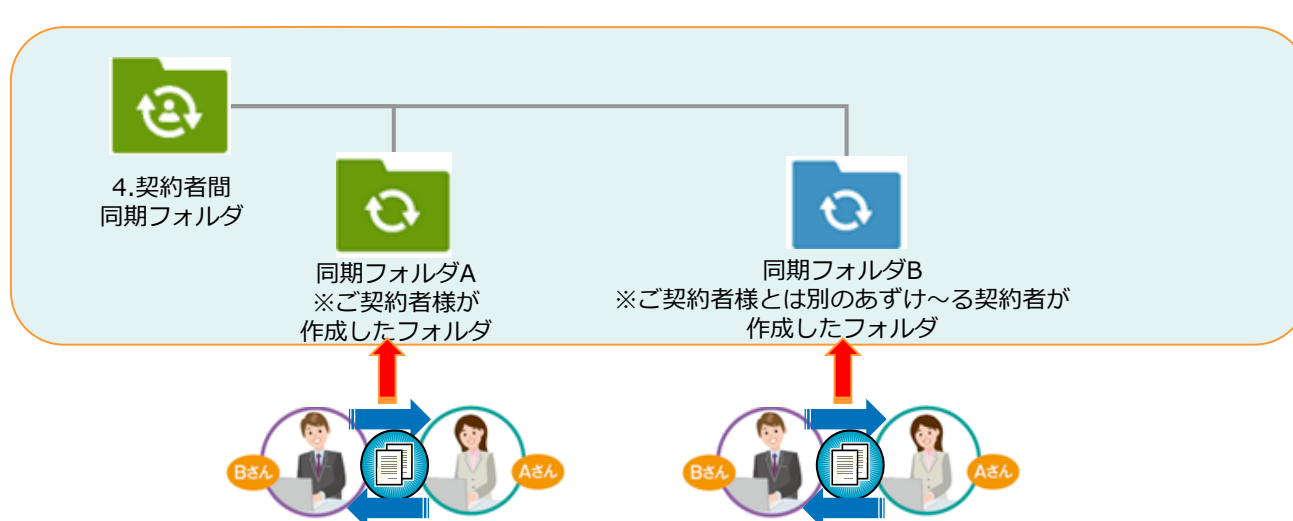 4.契約者間
同期フォルダ
同期フォルダA
※ご契約者様が
作成したフォルダ
同期フォルダB
※ご契約者様とは別のあずけ～る契約者が
作成したフォルダ
Bさん
Aさん
Bさん
Aさん